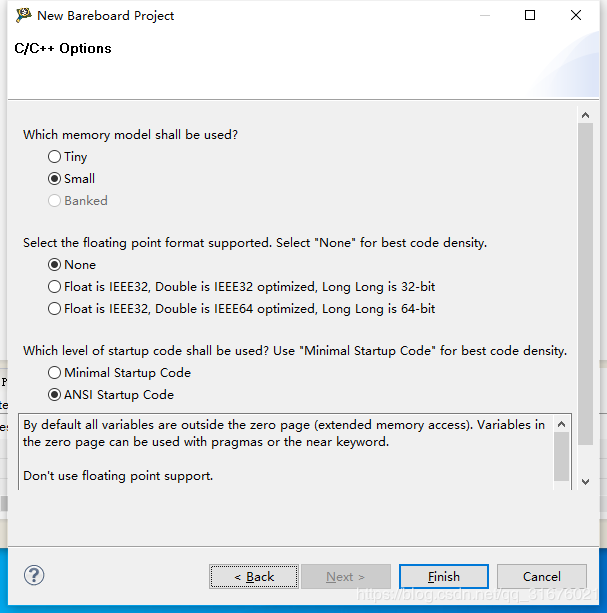 New Bareboard Project
C/C++ Options
Which memory model shall be used?
Tiny
Small
Banked
Select the floating point format supported. Select "None" for best code density.
None
Float is IEEE32, Double is IEEE32 optimized, Long Long is 32-bit
Float is IEEE32, Double is IEEE64 optimized, Long Long is 64-bit
Which level of startup code shall be used? Use "Minimal Startup Code" for best code density.
Minimal Startup Code
ANSI Startup Code
By default all variables are outside the zero page (extended memory access). Variables in
the zero page can be used with pragmas or the near keyword.
Don't use floating point support.
< Back
Next >
Finish
Cancel
https://blog.csdn.net/qq_31676021